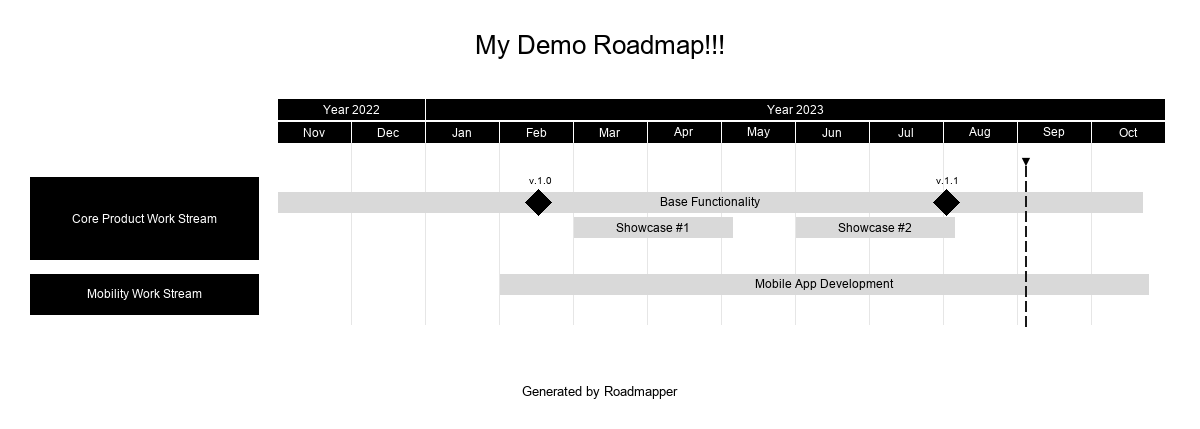 My Demo Roadmap!!!
Year 2022 Year 2023
Nov Dec Jan Feb Mar Apr May Jun Jul Aug Sep Oct
v.1.0 v.1.1
Core Product Work Stream
Base Functionality
Showcase #1 Showcase #2
Mobility Work Stream
Mobile App Development
Generated by Roadmapper